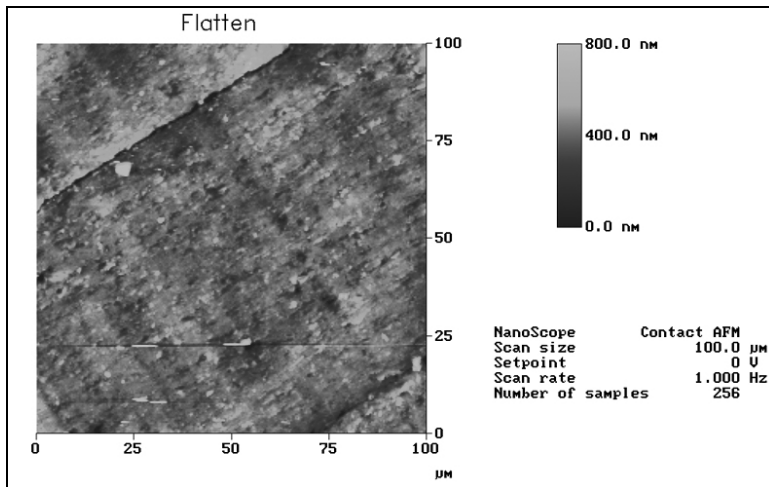 Flatten
100
75
50
25
0
0
25
50
75
100
µM
800.0 nM
400.0 nM
0.0 nM
NanoScope Contact AFM
Scan size 100.0 µM
Setpoint 0 V
Scan rate 1.000 Hz
Number of samples 256